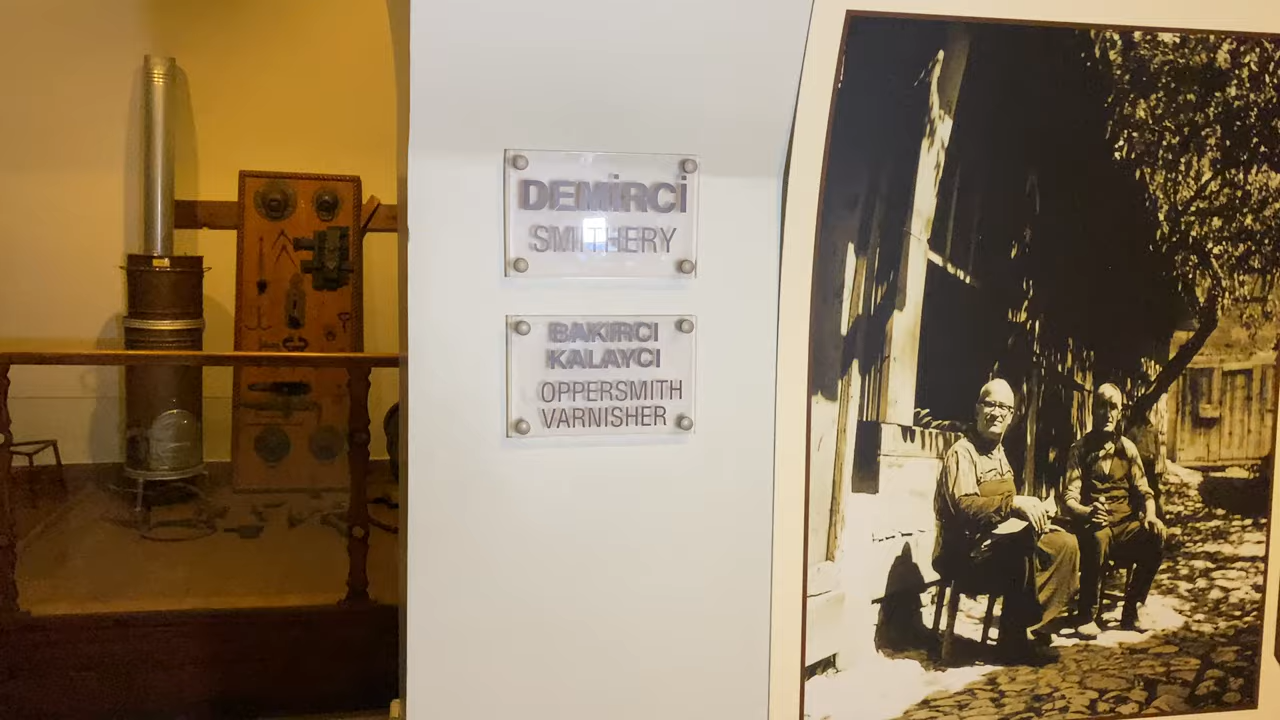 DEMİRCİ
SMITHERY
BAKIRCI
KALAYCI
OPPERSMITH
VARNISHER